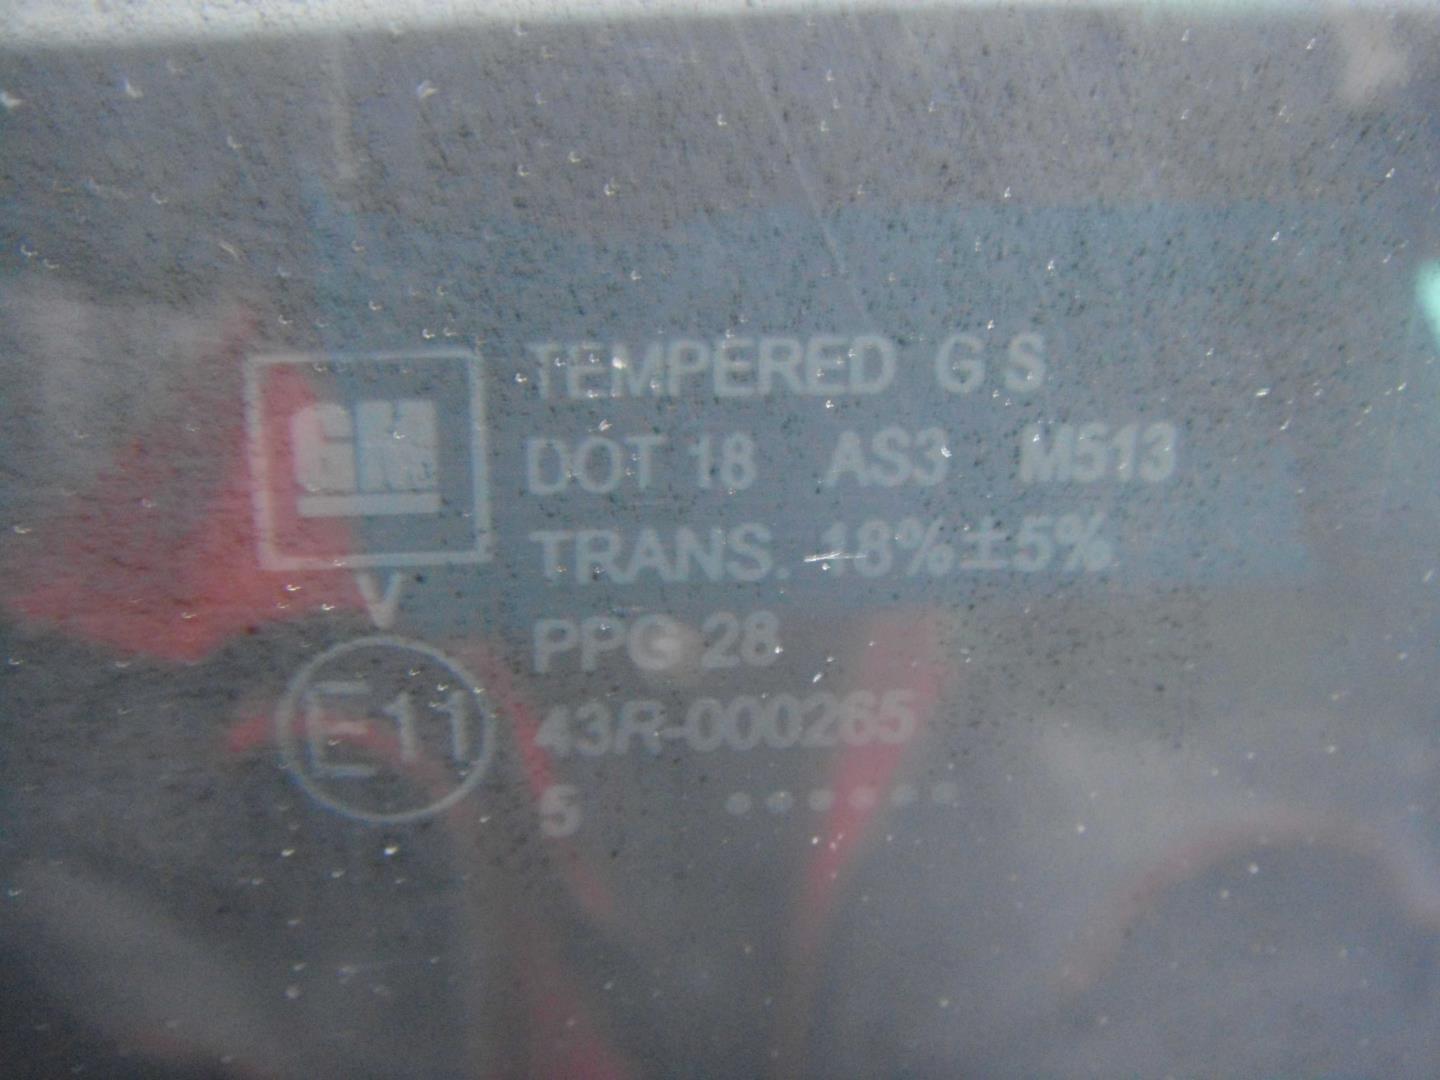 GM
TEMPERED G S
DOT 18 AS3 M513
TRANS. 18%±5%
V
PPG 28
E11
43R-000265
5 ••••••